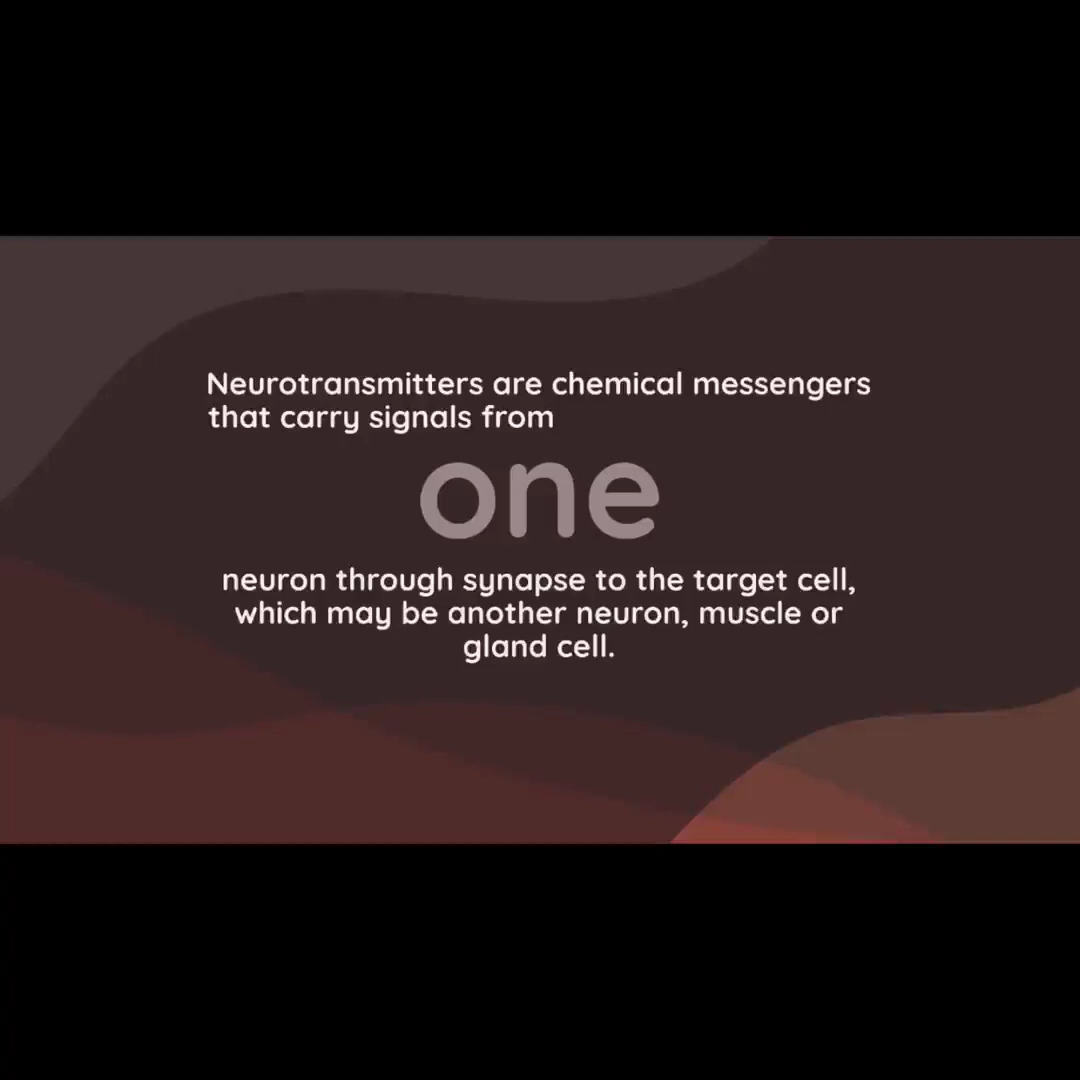 Neurotransmitters are chemical messengers
that carry signals from
one
neuron through synapse to the target cell,
which may be another neuron, muscle or
gland cell.